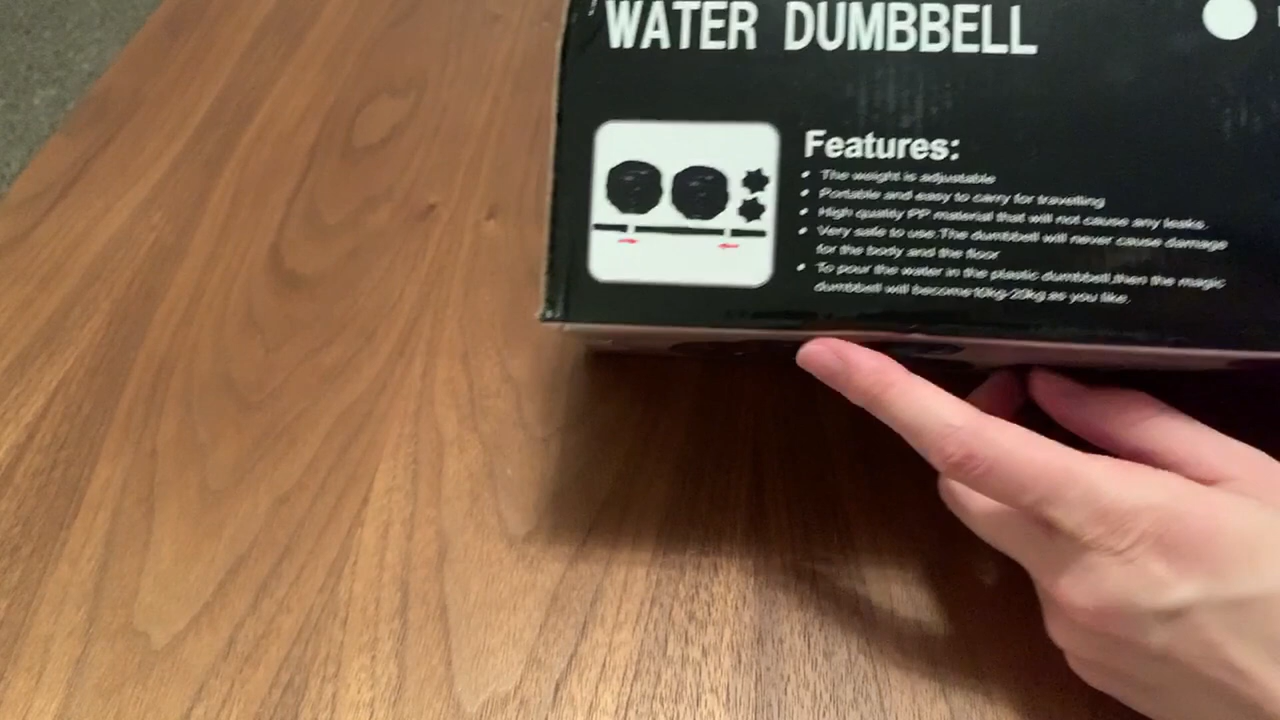 WATER DUMBBELL
Features:
• The weight is adjustable
• Portable and easy to carry for travelling
• High quality PP material that will not cause any leaks.
• Very safe to use.The dumbbell will never cause damage
for the body and the floor
• To pour the water in the plastic dumbbell,then the magic
dumbbell will become10kg-20kg as you like.